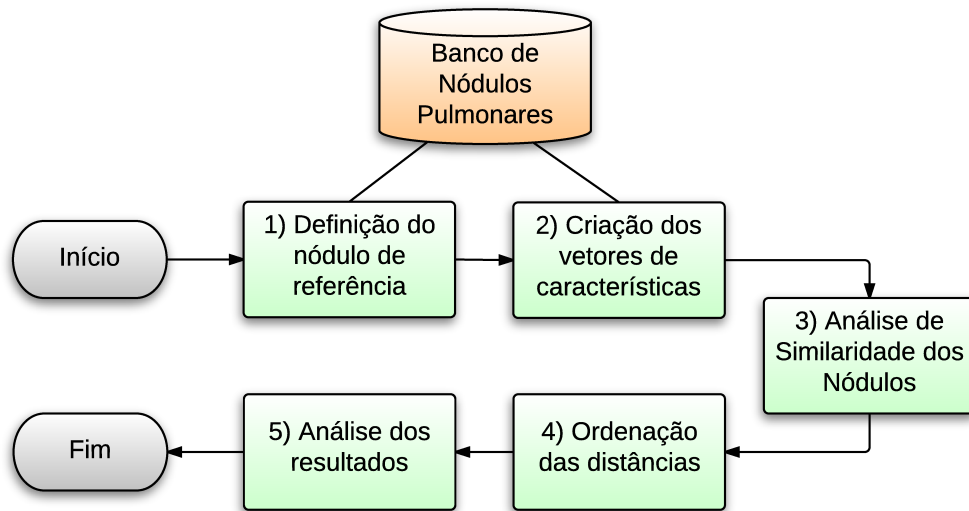 Banco de
Nódulos
Pulmonares
Início
1) Definição do
nódulo de
referência
2) Criação dos
vetores de
característícas
3) Análise de
Similaridade dos
Nódulos
4) Ordenação
das distâncias
5) Análise dos
resultados
Fim